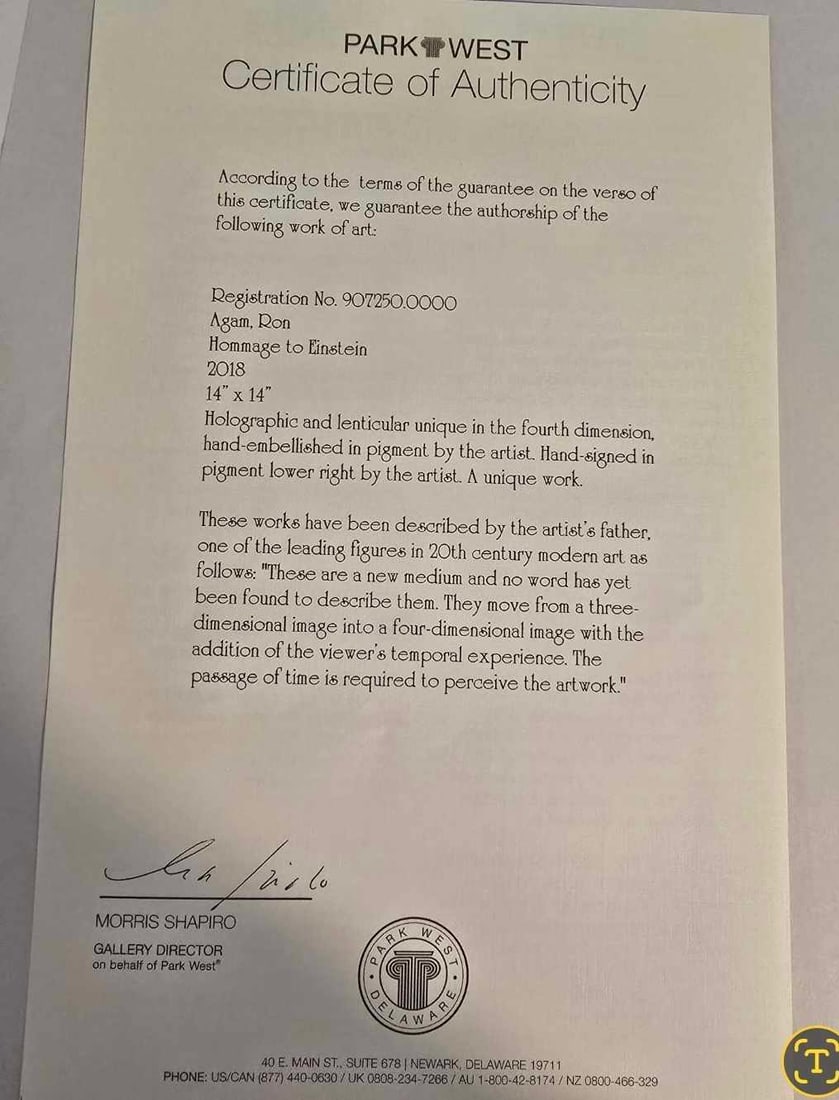 PARK WEST
Certificate of Authenticity
According to the terms of the guarantee on the verso of
this certificate, we guarantee the authorship of the
following work of art:
Registration No. 907250.0000
Agam, Ron
Hommage to Einstein
2018
14" x 14"
Holographic and lenticular unique in the fourth dimension,
hand-embellished in pigment by the artist. Hand-signed in
pigment lower right by the artist. A unique work.
These works have been described by the artist's father,
one of the leading figures in 20th century modern art as
follows: "These are a new medium and no word has yet
been found to describe them. They move from a three-
dimensional image into a four-dimensional image with the
addition of the viewer's temporal experience. The
passage of time is required to perceive the artwork."
MORRIS SHAPIRO
GALLERY DIRECTOR
on behalf of Park West®
PARK WEST
DELAWARE
40 E. MAIN ST., SUITE 678 | NEWARK, DELAWARE 19711
PHONE: US/CAN (877) 440-0630 / UK 0808-234-7266 / AU 1-800-42-8174 / NZ 0800-466-329
T